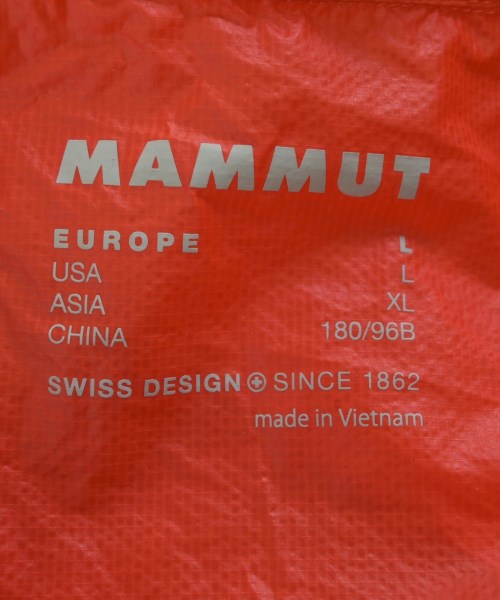 MAMMUT
EUROPE L
USA L
ASIA XL
CHINA 180/96B
SWISS DESIGN SINCE 1862
made in Vietnam